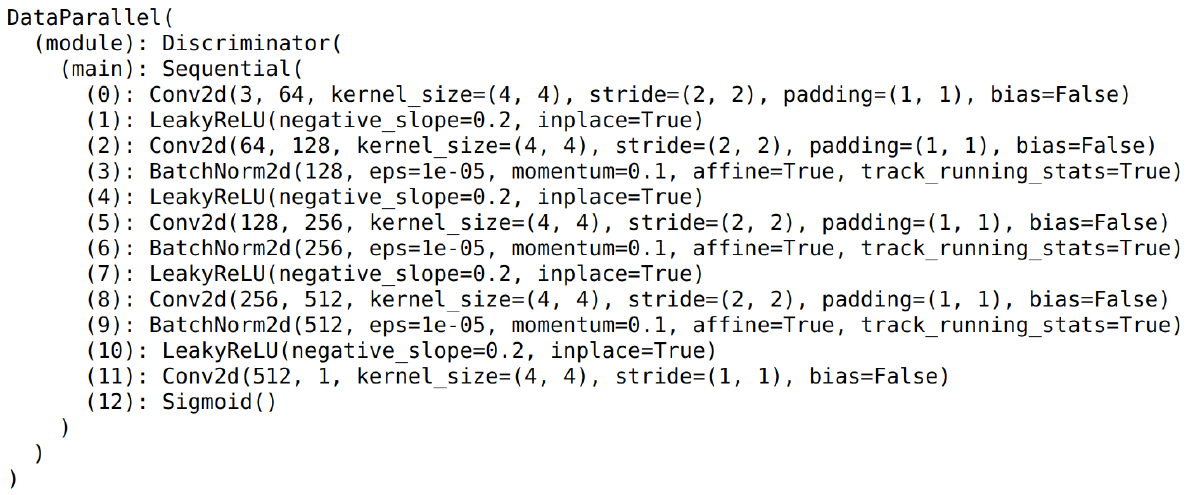 DataParallel(
  (module): Discriminator(
    (main): Sequential(
      (0): Conv2d(3, 64, kernel_size=(4, 4), stride=(2, 2), padding=(1, 1), bias=False)
      (1): LeakyReLU(negative_slope=0.2, inplace=True)
      (2): Conv2d(64, 128, kernel_size=(4, 4), stride=(2, 2), padding=(1, 1), bias=False)
      (3): BatchNorm2d(128, eps=1e-05, momentum=0.1, affine=True, track_running_stats=True)
      (4): LeakyReLU(negative_slope=0.2, inplace=True)
      (5): Conv2d(128, 256, kernel_size=(4, 4), stride=(2, 2), padding=(1, 1), bias=False)
      (6): BatchNorm2d(256, eps=1e-05, momentum=0.1, affine=True, track_running_stats=True)
      (7): LeakyReLU(negative_slope=0.2, inplace=True)
      (8): Conv2d(256, 512, kernel_size=(4, 4), stride=(2, 2), padding=(1, 1), bias=False)
      (9): BatchNorm2d(512, eps=1e-05, momentum=0.1, affine=True, track_running_stats=True)
      (10): LeakyReLU(negative_slope=0.2, inplace=True)
      (11): Conv2d(512, 1, kernel_size=(4, 4), stride=(1, 1), bias=False)
      (12): Sigmoid()
    )
  )
)